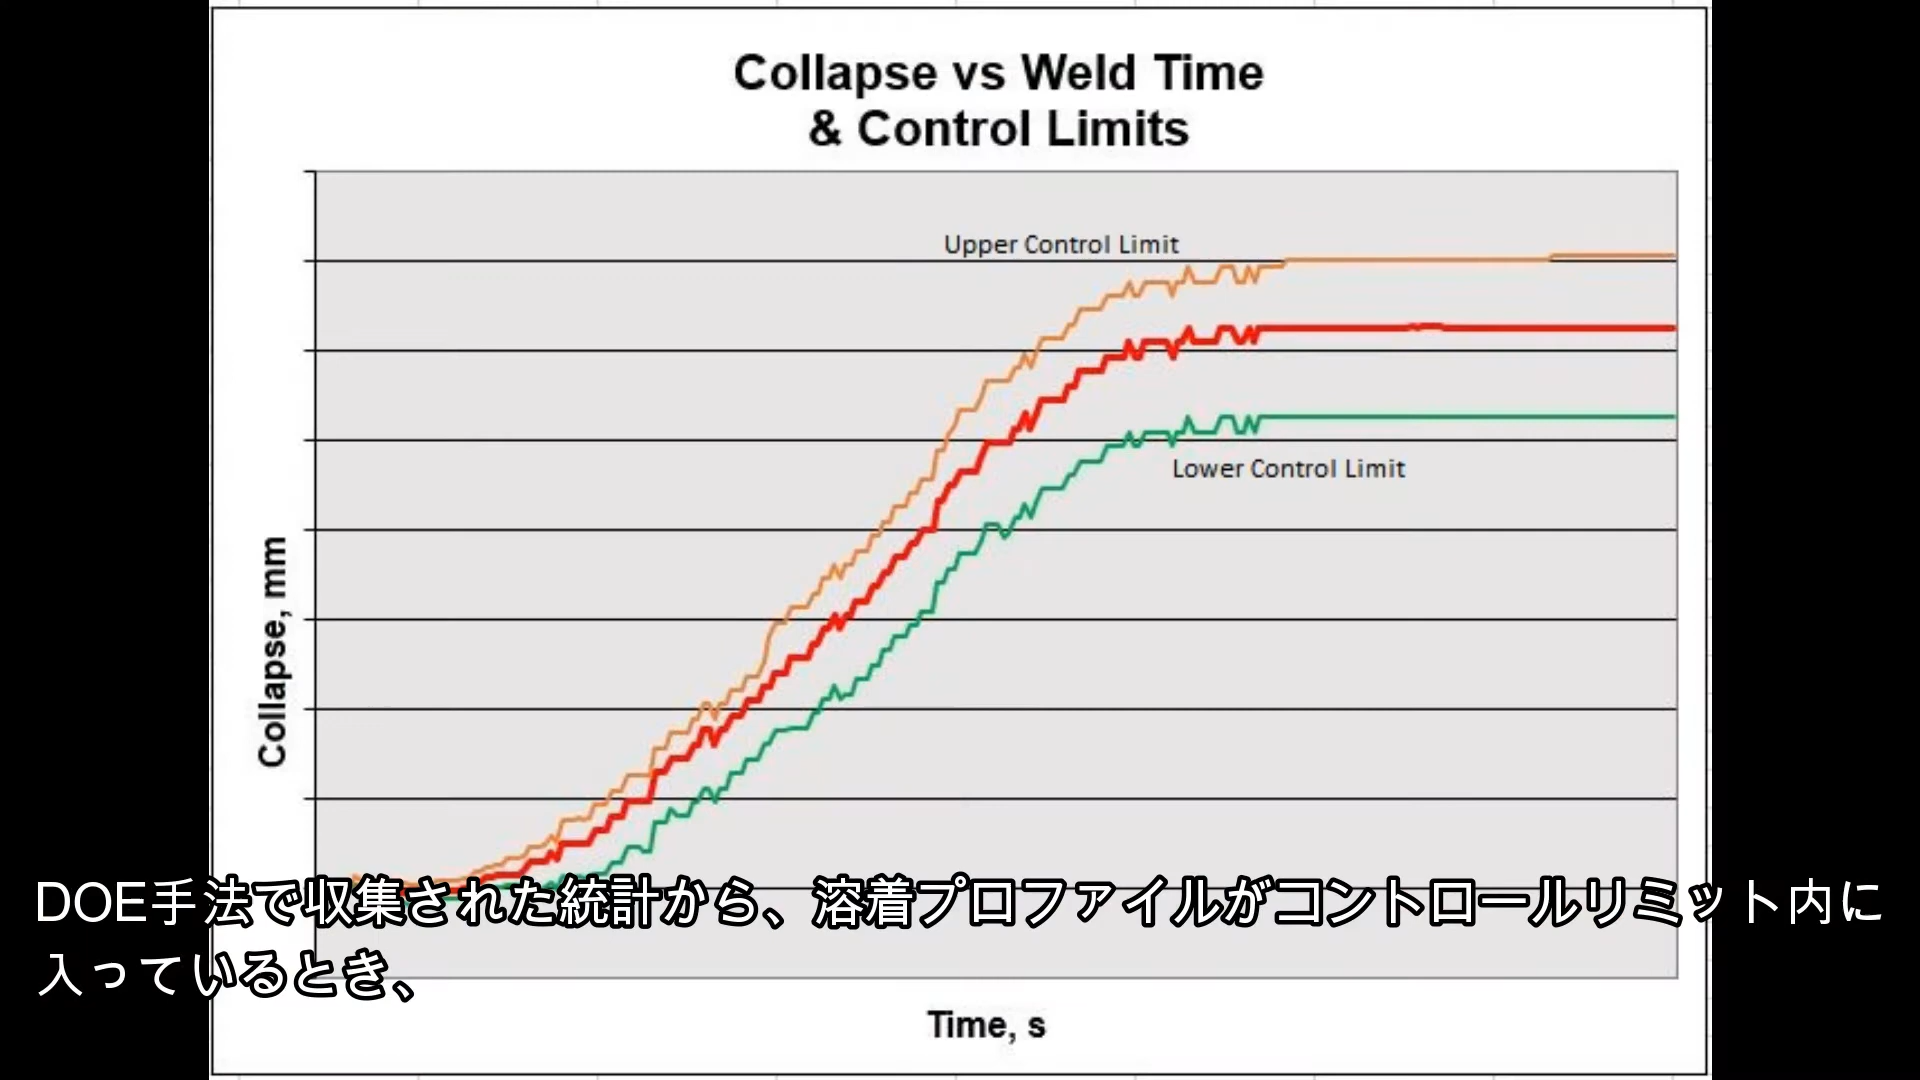 Collapse vs Weld Time
& Control Limits
Upper Control Limit
Lower Control Limit
Collapse, mm
DOE手法で収集された統計から、溶着プロファイルがコントロールリミット内に
入っているとき、
Time, s